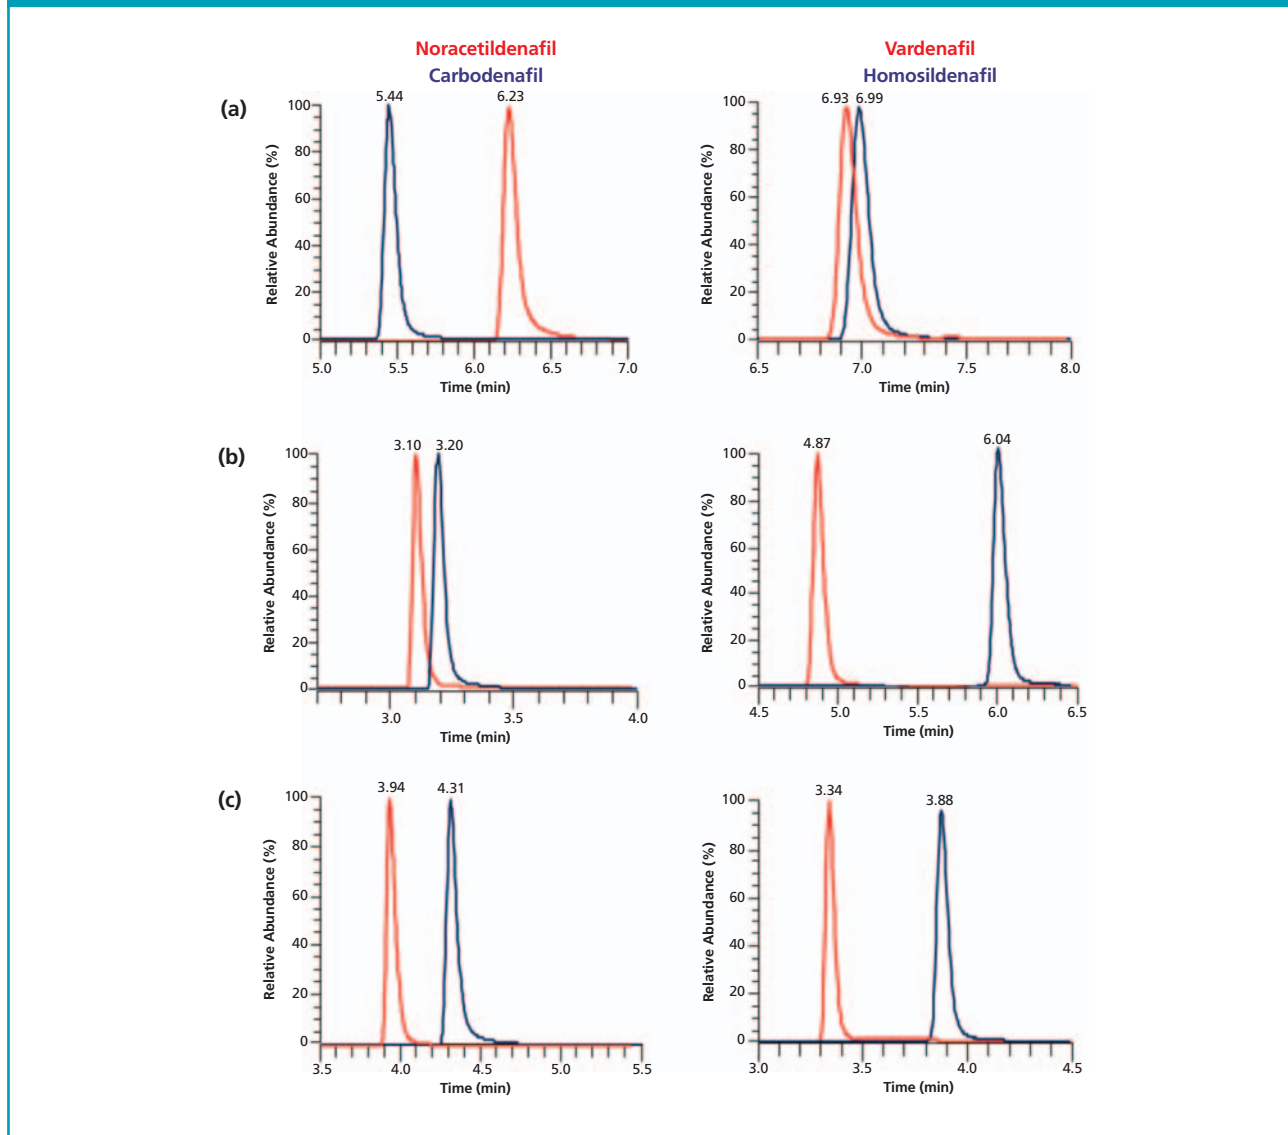 Noracetildenafil
Carbodenafil
Vardenafil
Homosildenafil
(a)
5.44
6.23
100
80
60
40
20
0
Relative Abundance (%)
5.0 5.5 6.0 6.5 7.0
Time (min)
6.93 6.99
100
80
60
40
20
0
Relative Abundance (%)
6.5 7.0 7.5 8.0
Time (min)
(b)
3.10 3.20
100
80
60
40
20
0
Relative Abundance (%)
3.0 3.5 4.0
Time (min)
4.87 6.04
100
80
60
40
20
0
Relative Abundance (%)
4.5 5.0 5.5 6.0 6.5
Time (min)
(c)
3.94 4.31
100
80
60
40
20
0
Relative Abundance (%)
3.5 4.0 4.5 5.0 5.5
Time (min)
3.34 3.88
100
80
60
40
20
0
Relative Abundance (%)
3.0 3.5 4.0 4.5
Time (min)